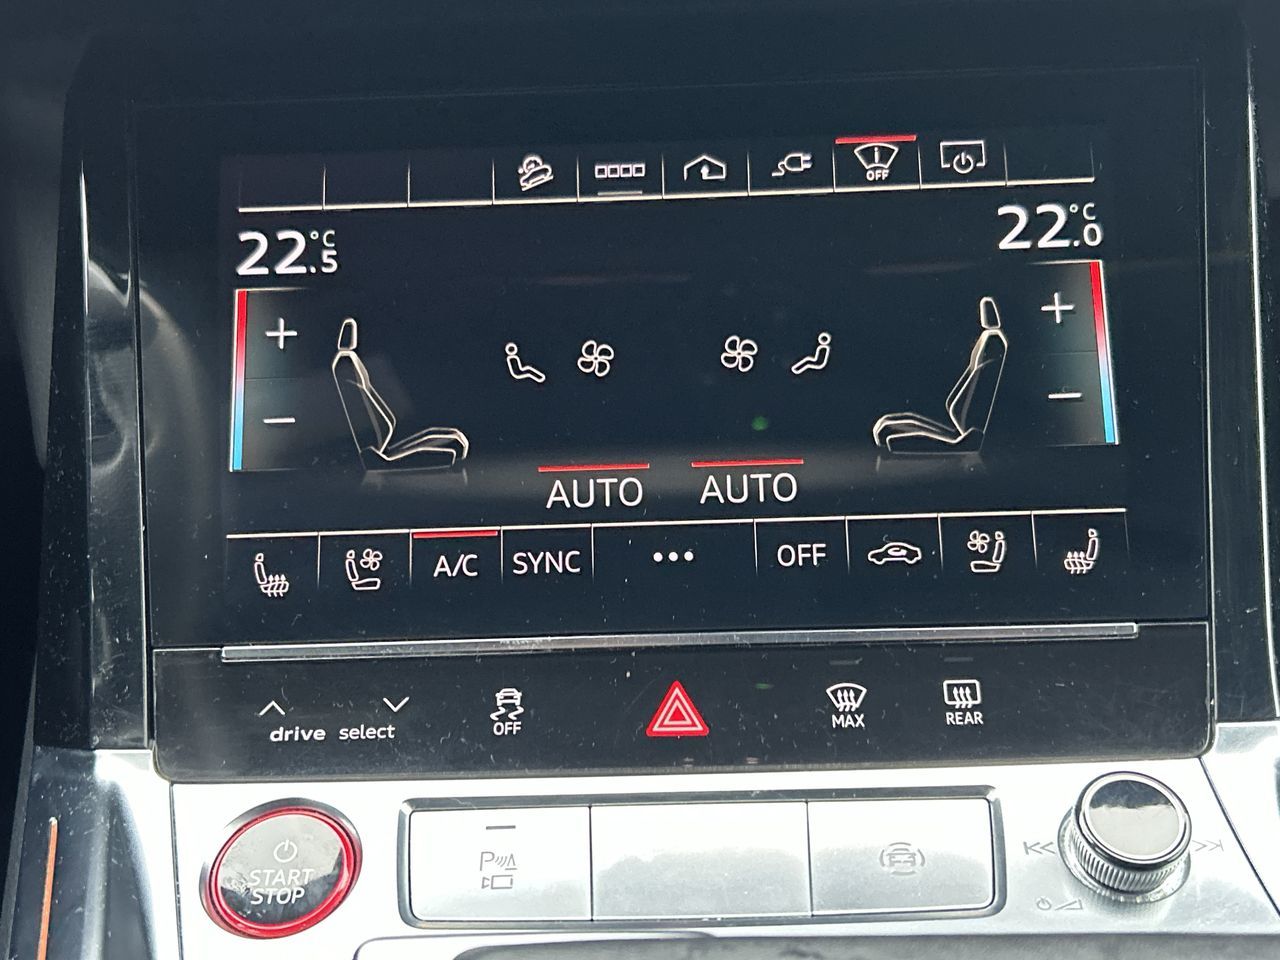 OFF
22.5°C
22.0°C
+
+
−
−
AUTO AUTO
A/C SYNC ••• OFF
drive select
OFF
MAX
REAR
START
STOP
P